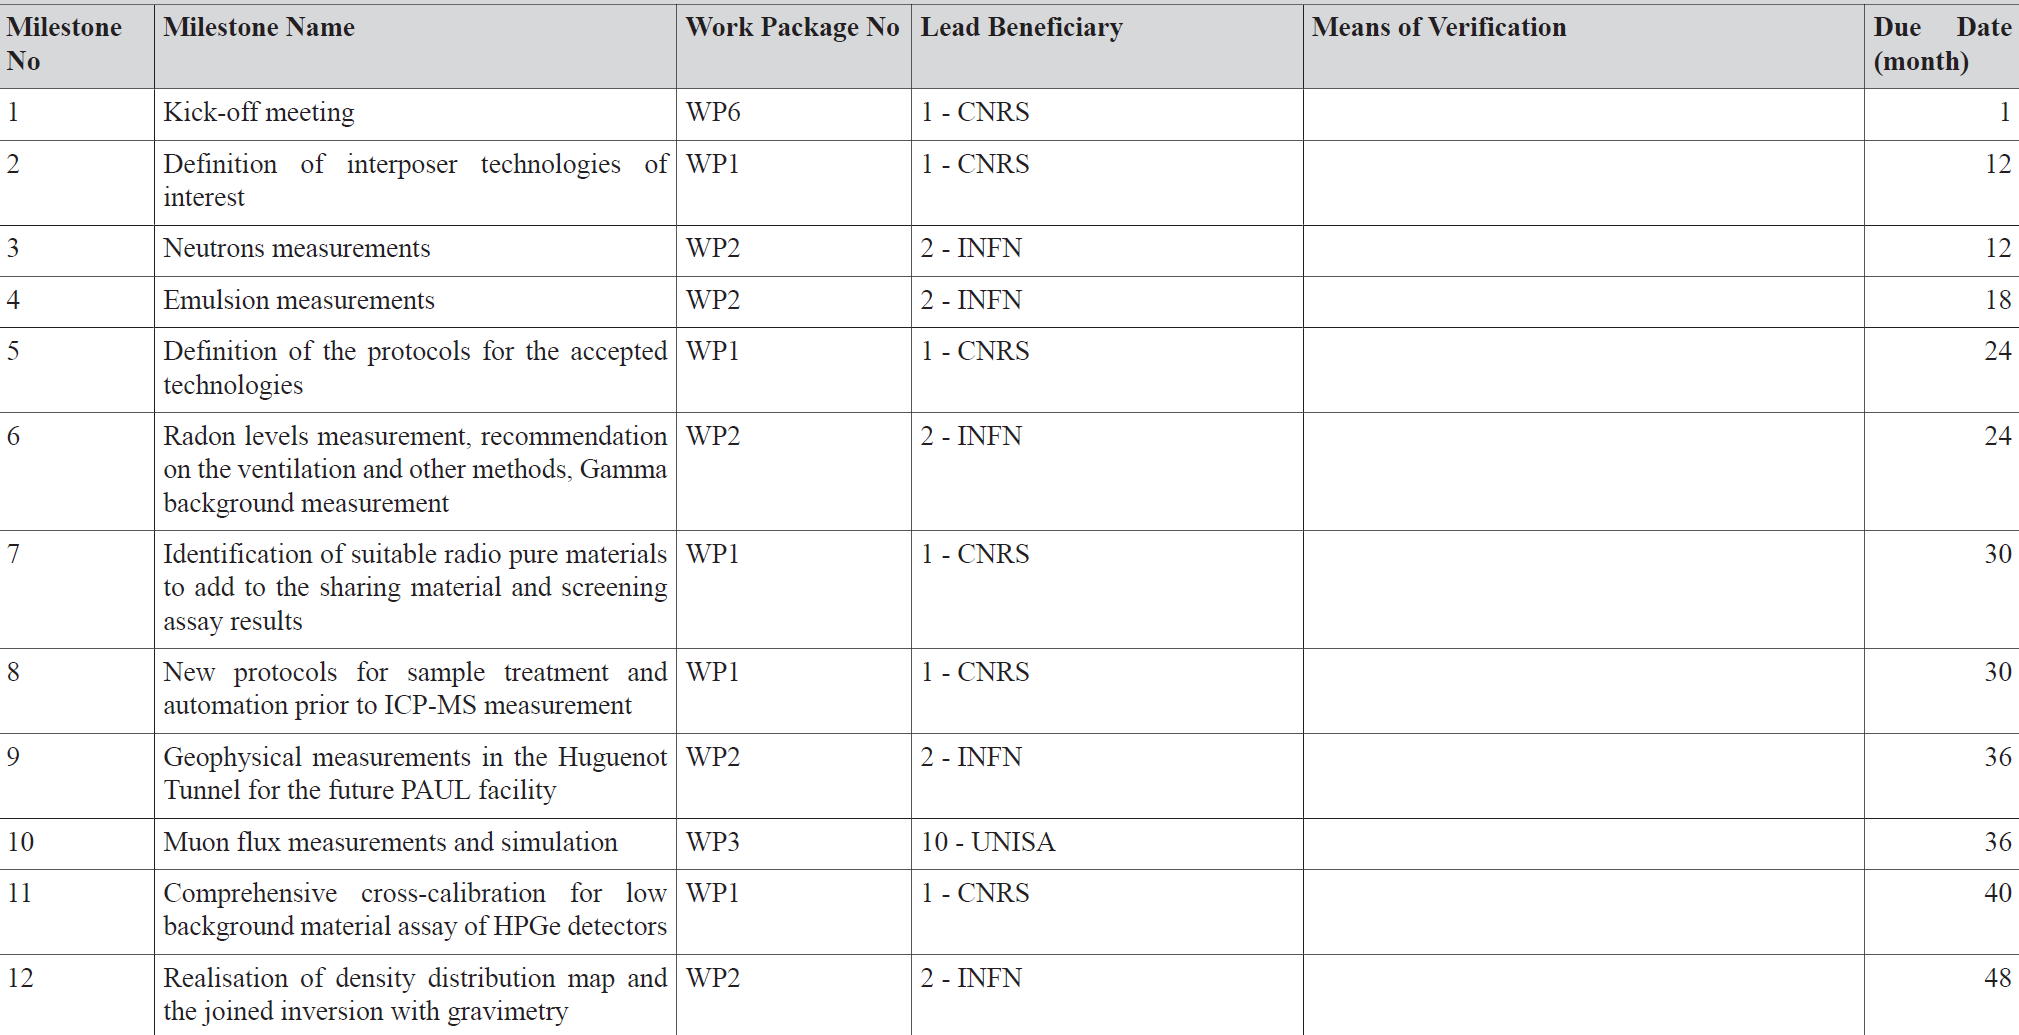 Milestone No Milestone Name Work Package No Lead Beneficiary Means of Verification Due Date (month)
1 Kick-off meeting WP6 1 - CNRS 1
2 Definition of interposer technologies of WP1 1 - CNRS 12
interest
3 Neutrons measurements WP2 2 - INFN 12
4 Emulsion measurements WP2 2 - INFN 18
5 Definition of the protocols for the accepted WP1 1 - CNRS 24
technologies
6 Radon levels measurement, recommendation WP2 2 - INFN 24
on the ventilation and other methods, Gamma
background measurement
7 Identification of suitable radio pure materials WP1 1 - CNRS 30
to add to the sharing material and screening
assay results
8 New protocols for sample treatment and WP1 1 - CNRS 30
automation prior to ICP-MS measurement
9 Geophysical measurements in the Huguenot WP2 2 - INFN 36
Tunnel for the future PAUL facility
10 Muon flux measurements and simulation WP3 10 - UNISA 36
11 Comprehensive cross-calibration for low WP1 1 - CNRS 40
background material assay of HPGe detectors
12 Realisation of density distribution map and WP2 2 - INFN 48
the joined inversion with gravimetry